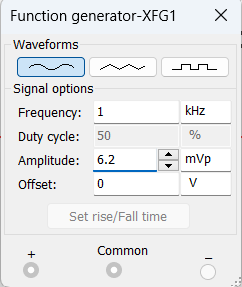 Function generator-XFG1
Waveforms
Signal options
Frequency: 1 kHz
Duty cycle: 50 %
Amplitude: 6.2 mVp
Offset: 0 V
Set rise/Fall time
+ Common −